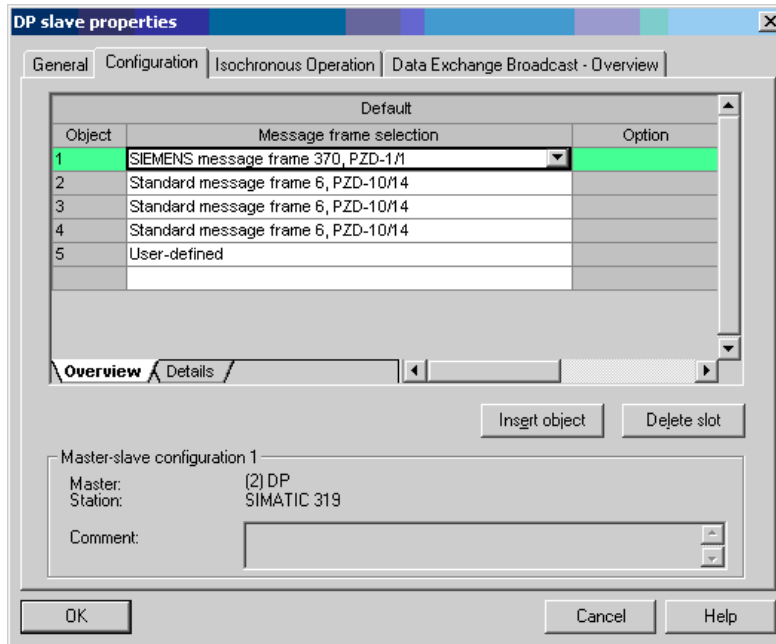 DP slave properties
General Configuration Isochronous Operation Data Exchange Broadcast - Overview
Default
Object Message frame selection Option
1 SIEMENS message frame 370, PZD-1/1
2 Standard message frame 6, PZD-10/14
3 Standard message frame 6, PZD-10/14
4 Standard message frame 6, PZD-10/14
5 User-defined
Overview Details
Insert object Delete slot
Master-slave configuration 1
Master: (2) DP
Station: SIMATIC 319
Comment:
OK Cancel Help